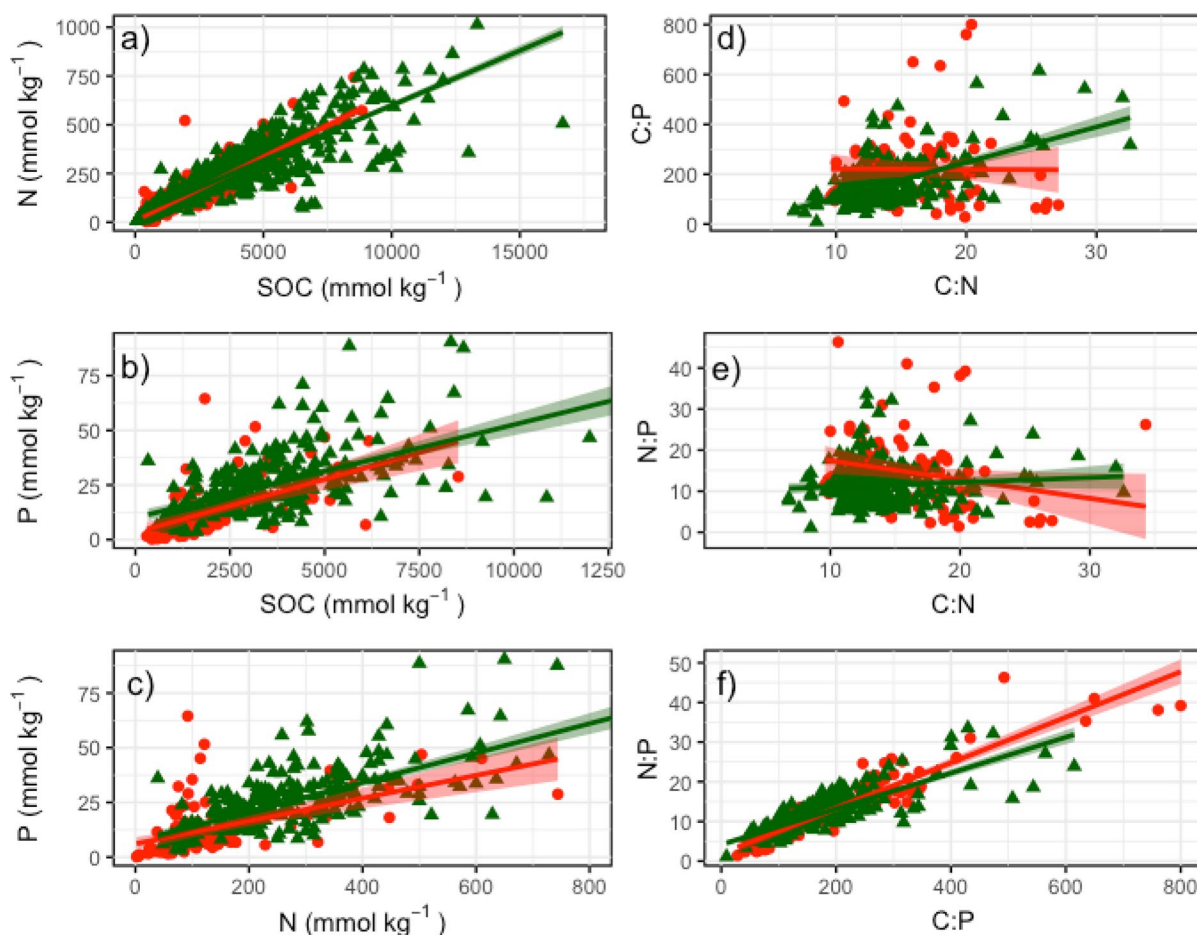 a)
1000
750
500
250
0
N (mmol kg⁻¹)
0 5000 10000 15000
SOC (mmol kg⁻¹ )
d)
800
600
400
200
0
C:P
10 20 30
C:N
b)
75
50
25
0
P (mmol kg⁻¹)
0 2500 5000 7500 10000 1250
SOC (mmol kg⁻¹ )
e)
40
30
20
10
0
N:P
10 20 30
C:N
c)
75
50
25
0
P (mmol kg⁻¹)
0 200 400 600 800
N (mmol kg⁻¹ )
f)
50
40
30
20
10
0
N:P
0 200 400 600 800
C:P